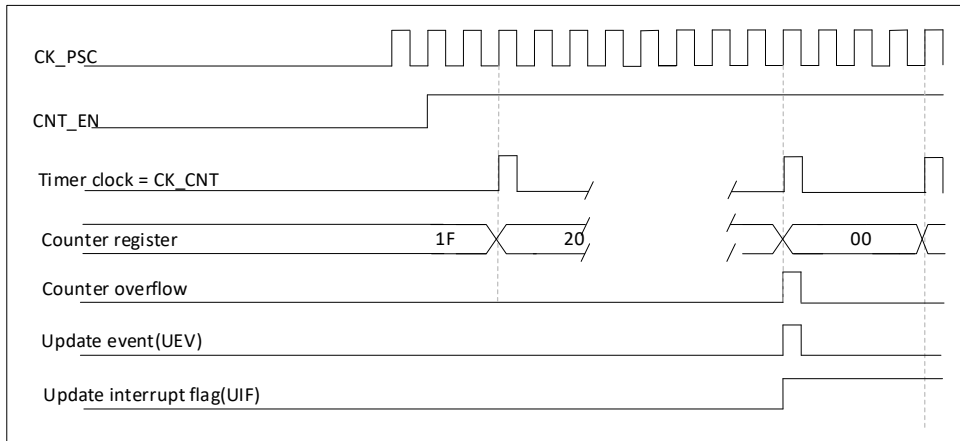 CK_PSC
CNT_EN
Timer clock = CK_CNT
Counter register
1F
20
00
Counter overflow
Update event(UEV)
Update interrupt flag(UIF)